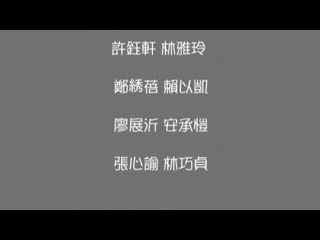 許鈺軒 林雅玲
鄭綉蓓 賴以凱
廖展沂 安承愷
張心諭 林巧貞